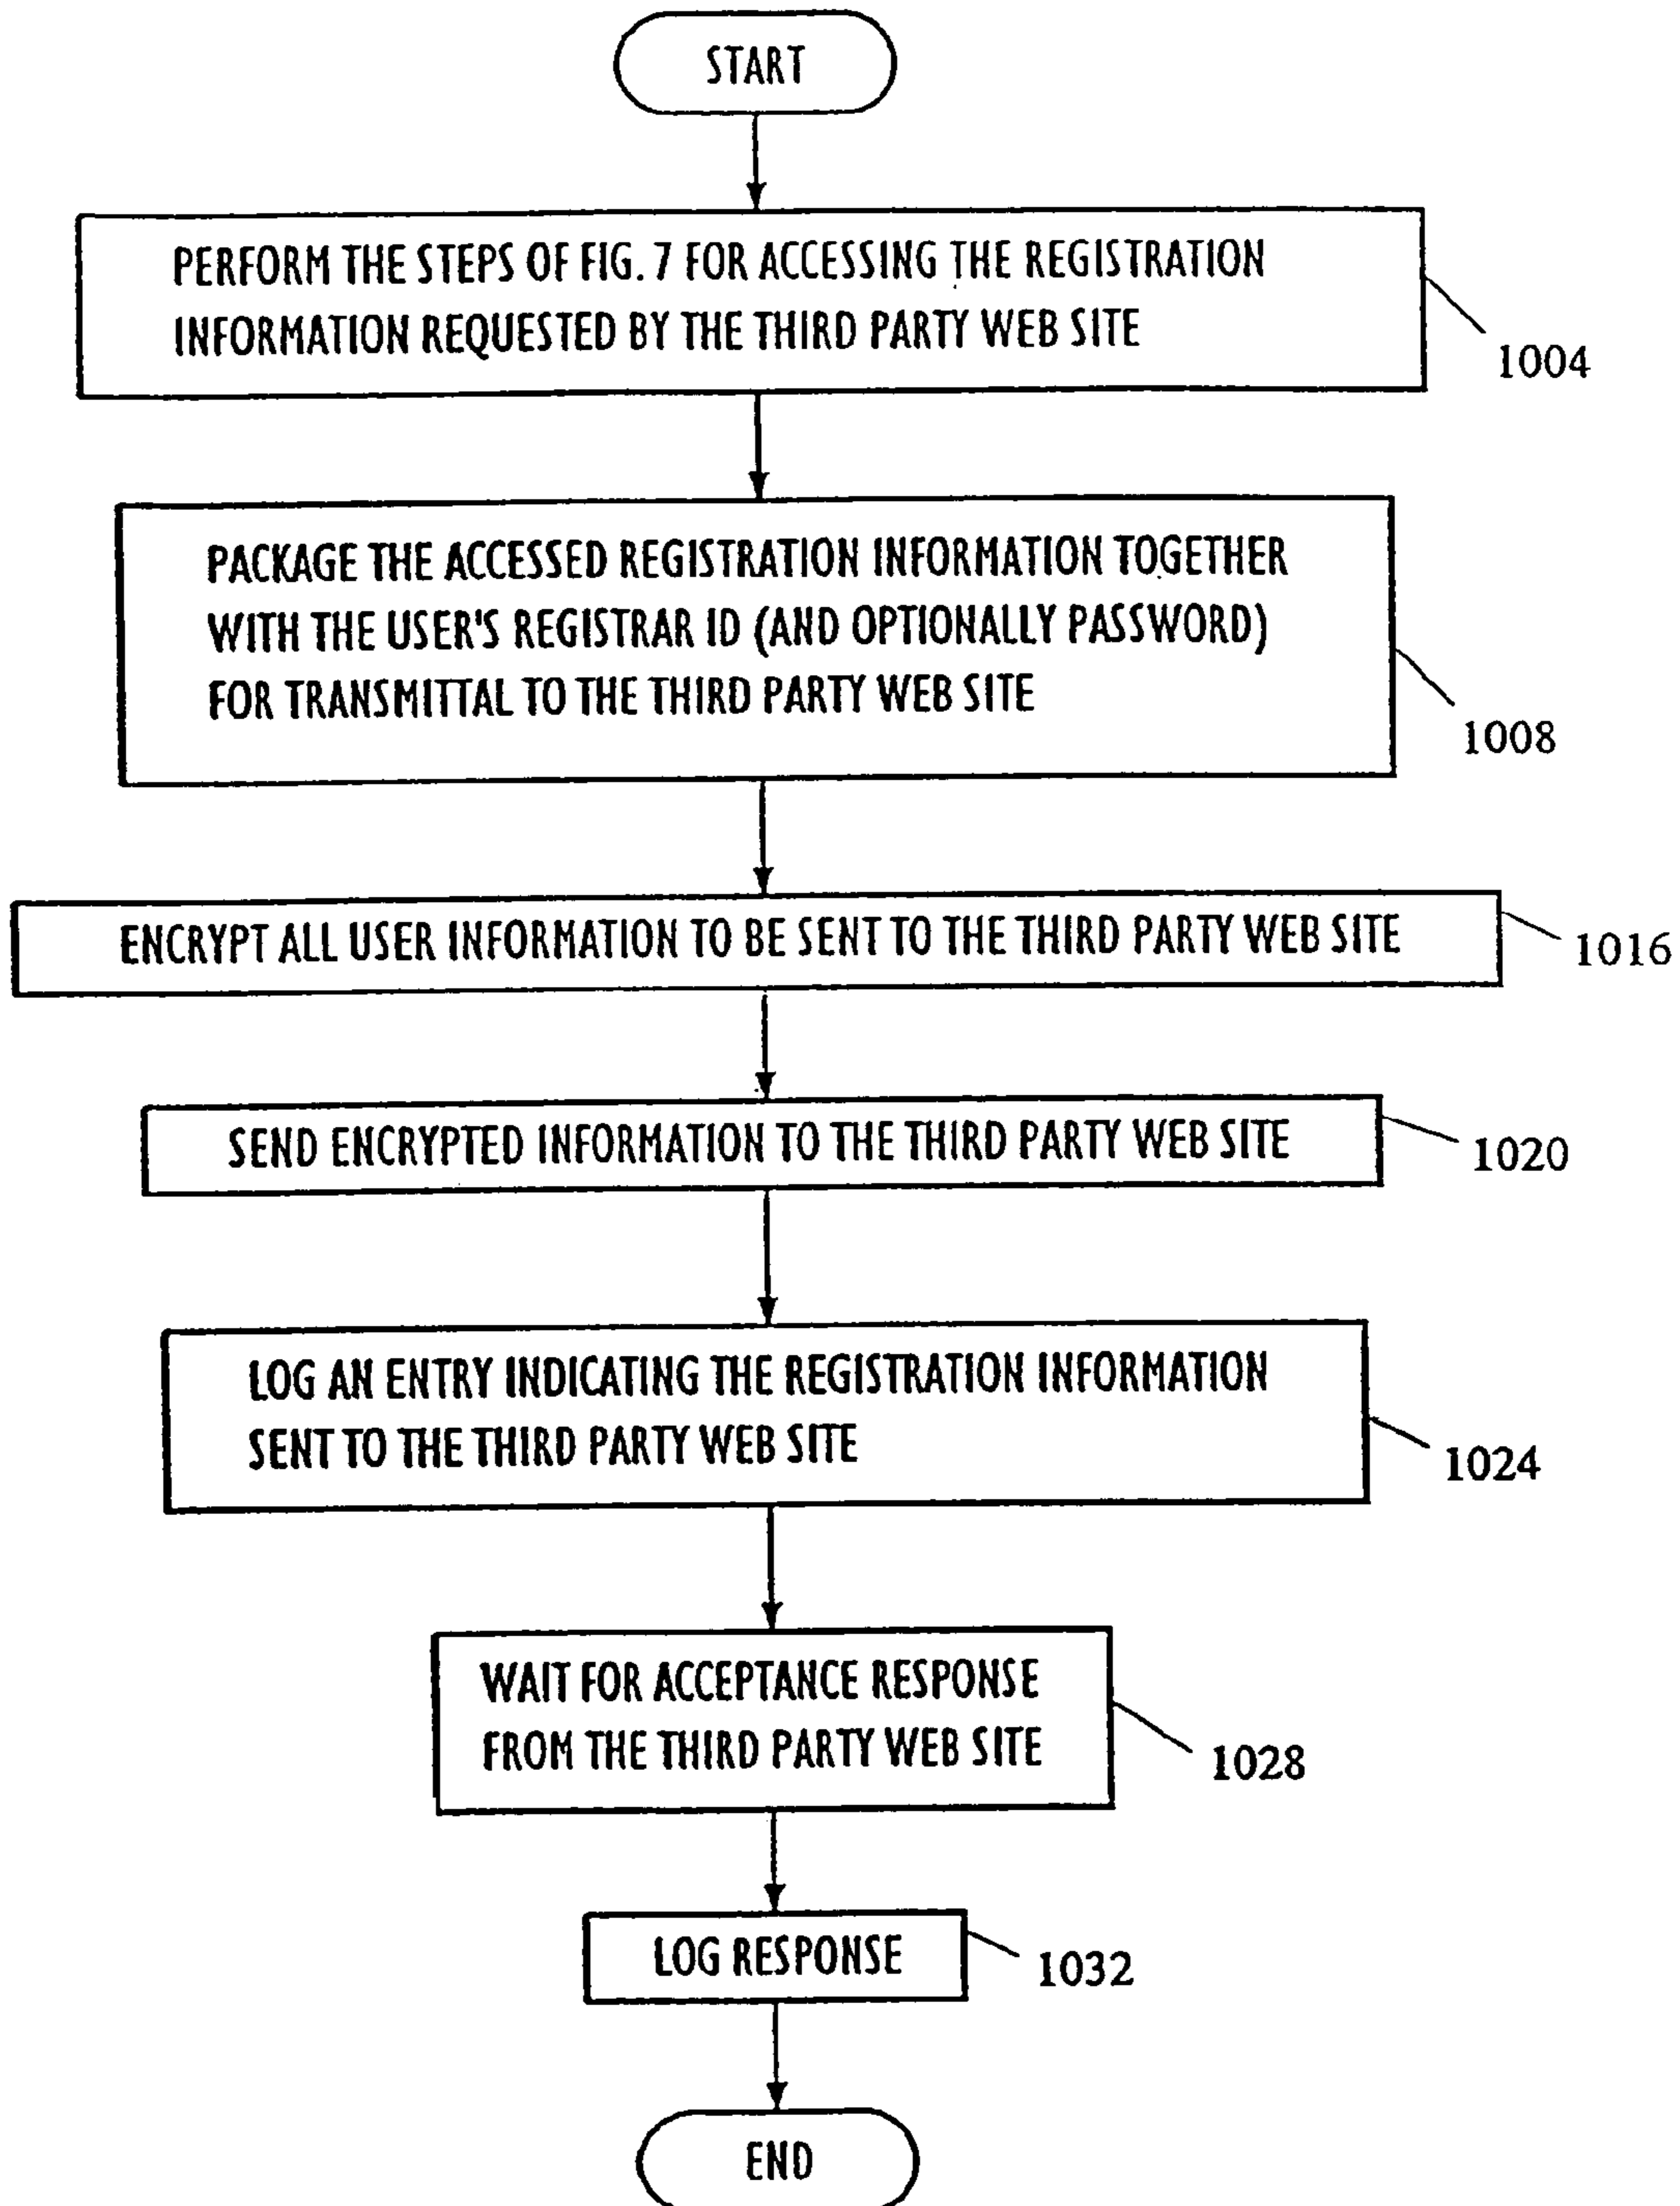 START
PERFORM THE STEPS OF FIG. 7 FOR ACCESSING THE REGISTRATION
INFORMATION REQUESTED BY THE THIRD PARTY WEB SITE
1004
PACKAGE THE ACCESSED REGISTRATION INFORMATION TOGETHER
WITH THE USER'S REGISTRAR ID (AND OPTIONALLY PASSWORD)
FOR TRANSMITTAL TO THE THIRD PARTY WEB SITE
1008
ENCRYPT ALL USER INFORMATION TO BE SENT TO THE THIRD PARTY WEB SITE
1016
SEND ENCRYPTED INFORMATION TO THE THIRD PARTY WEB SITE
1020
LOG AN ENTRY INDICATING THE REGISTRATION INFORMATION
SENT TO THE THIRD PARTY WEB SITE
1024
WAIT FOR ACCEPTANCE RESPONSE
FROM THE THIRD PARTY WEB SITE
1028
LOG RESPONSE
1032
END